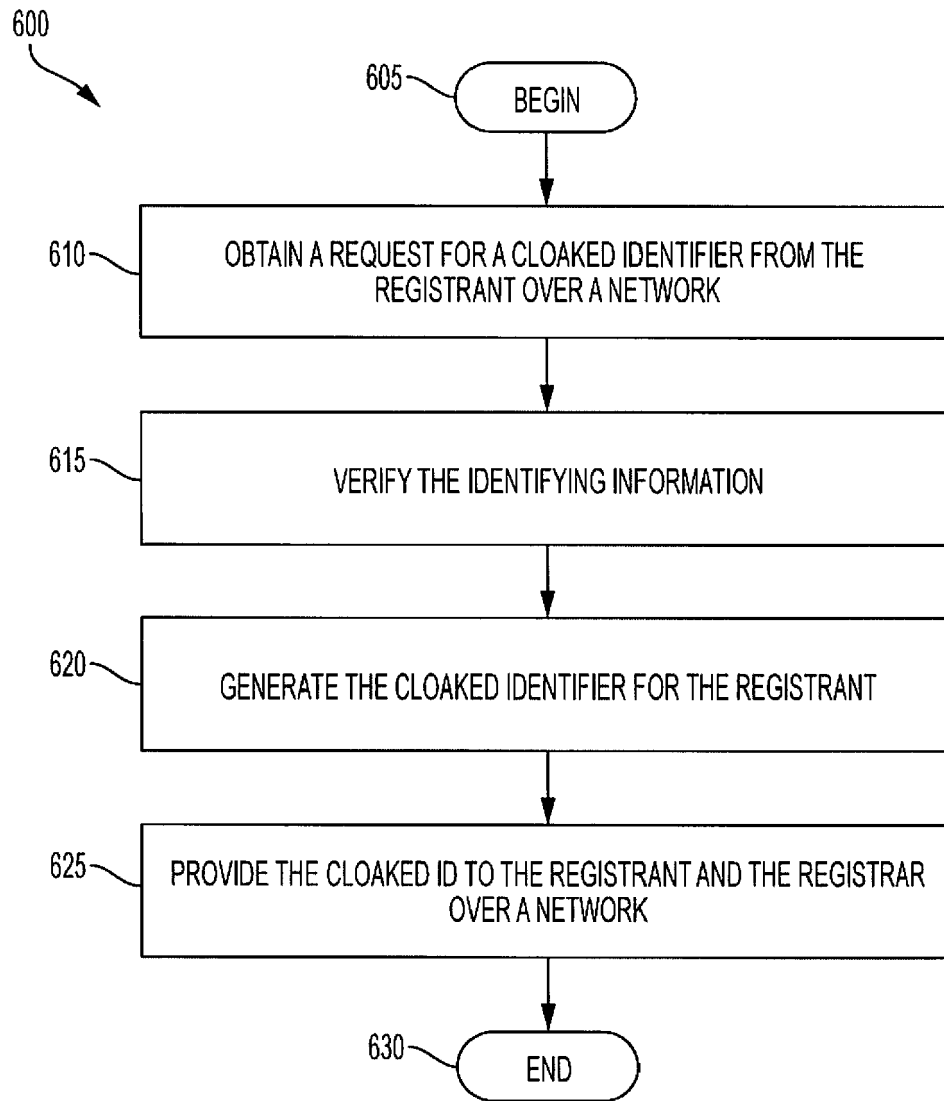 600
605
BEGIN
610
OBTAIN A REQUEST FOR A CLOAKED IDENTIFIER FROM THE
REGISTRANT OVER A NETWORK
615
VERIFY THE IDENTIFYING INFORMATION
620
GENERATE THE CLOAKED IDENTIFIER FOR THE REGISTRANT
625
PROVIDE THE CLOAKED ID TO THE REGISTRANT AND THE REGISTRAR
OVER A NETWORK
630
END